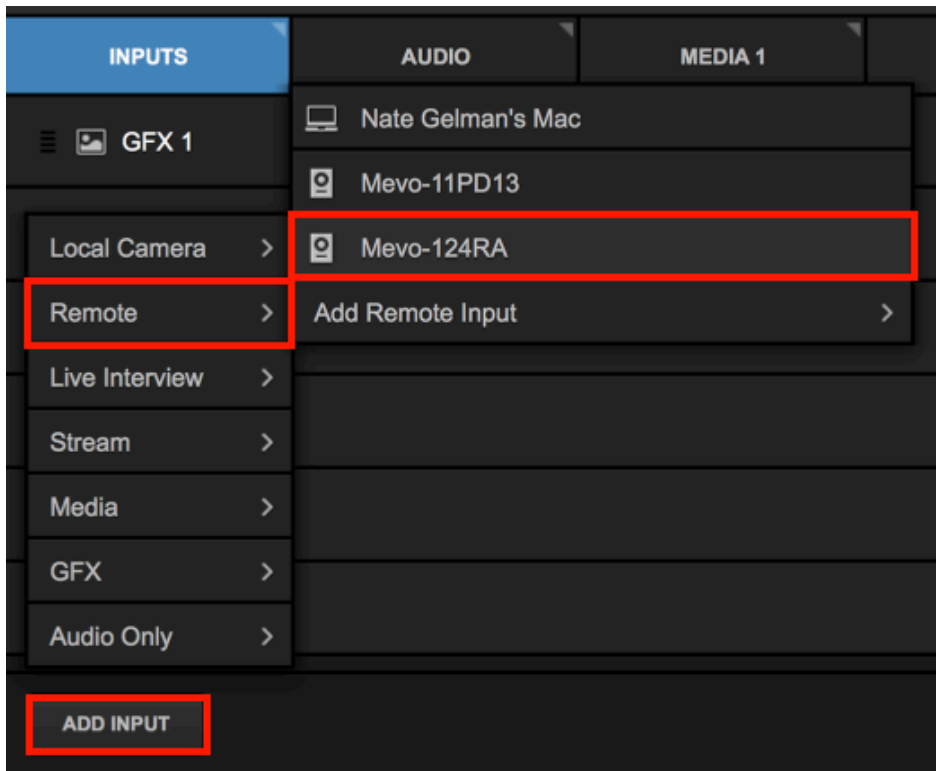 INPUTS
AUDIO
MEDIA 1
GFX 1
Nate Gelman's Mac
Mevo-11PD13
Mevo-124RA
Add Remote Input
Local Camera
Remote
Live Interview
Stream
Media
GFX
Audio Only
ADD INPUT